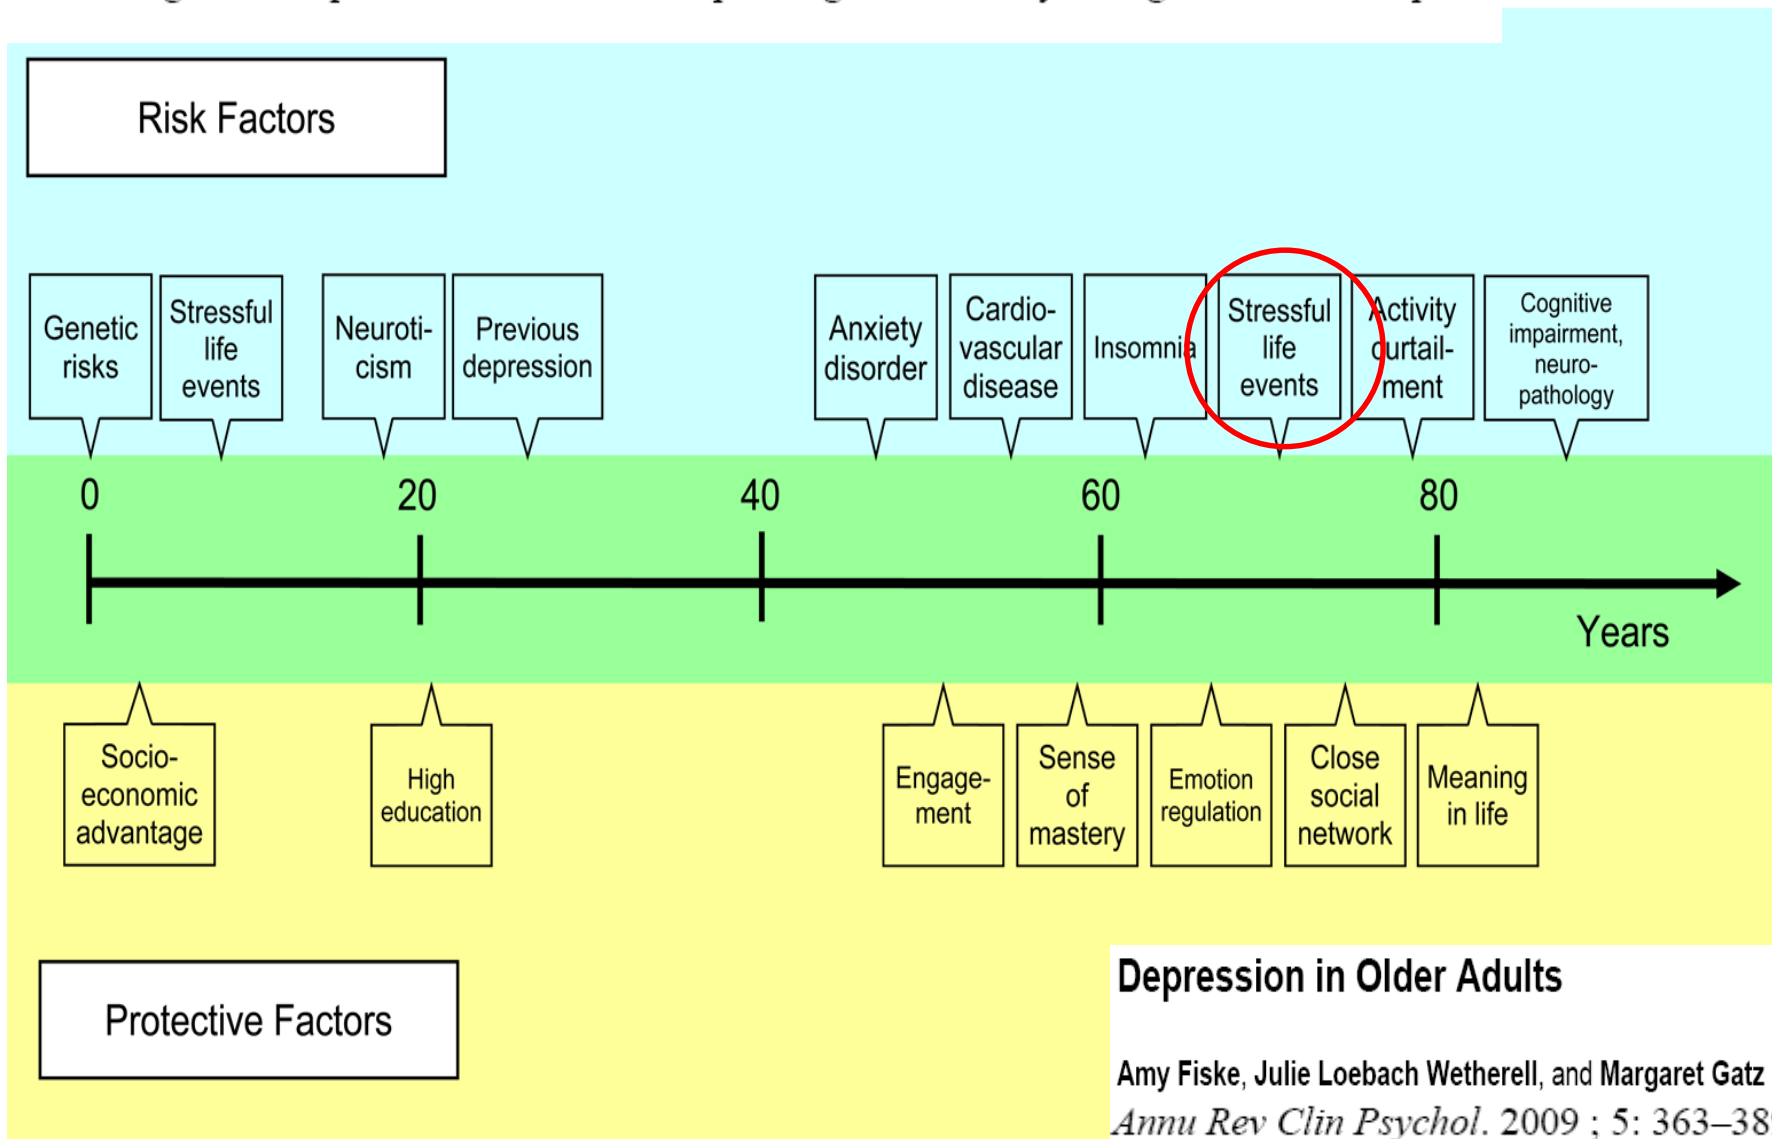 Risk Factors
Genetic
risks
Stressful
life
events
Neuroti-
cism
Previous
depression
Anxiety
disorder
Cardio-
vascular
disease
Insomnia
Stressful
life
events
Activity
curtail-
ment
Cognitive
impairment,
neuro-
pathology
0 20 40 60 80
Years
Socio-
economic
advantage
High
education
Engage-
ment
Sense
of
mastery
Emotion
regulation
Close
social
network
Meaning
in life
Protective Factors
Depression in Older Adults
Amy Fiske, Julie Loebach Wetherell, and Margaret Gatz
Annu Rev Clin Psychol. 2009 ; 5: 363–38